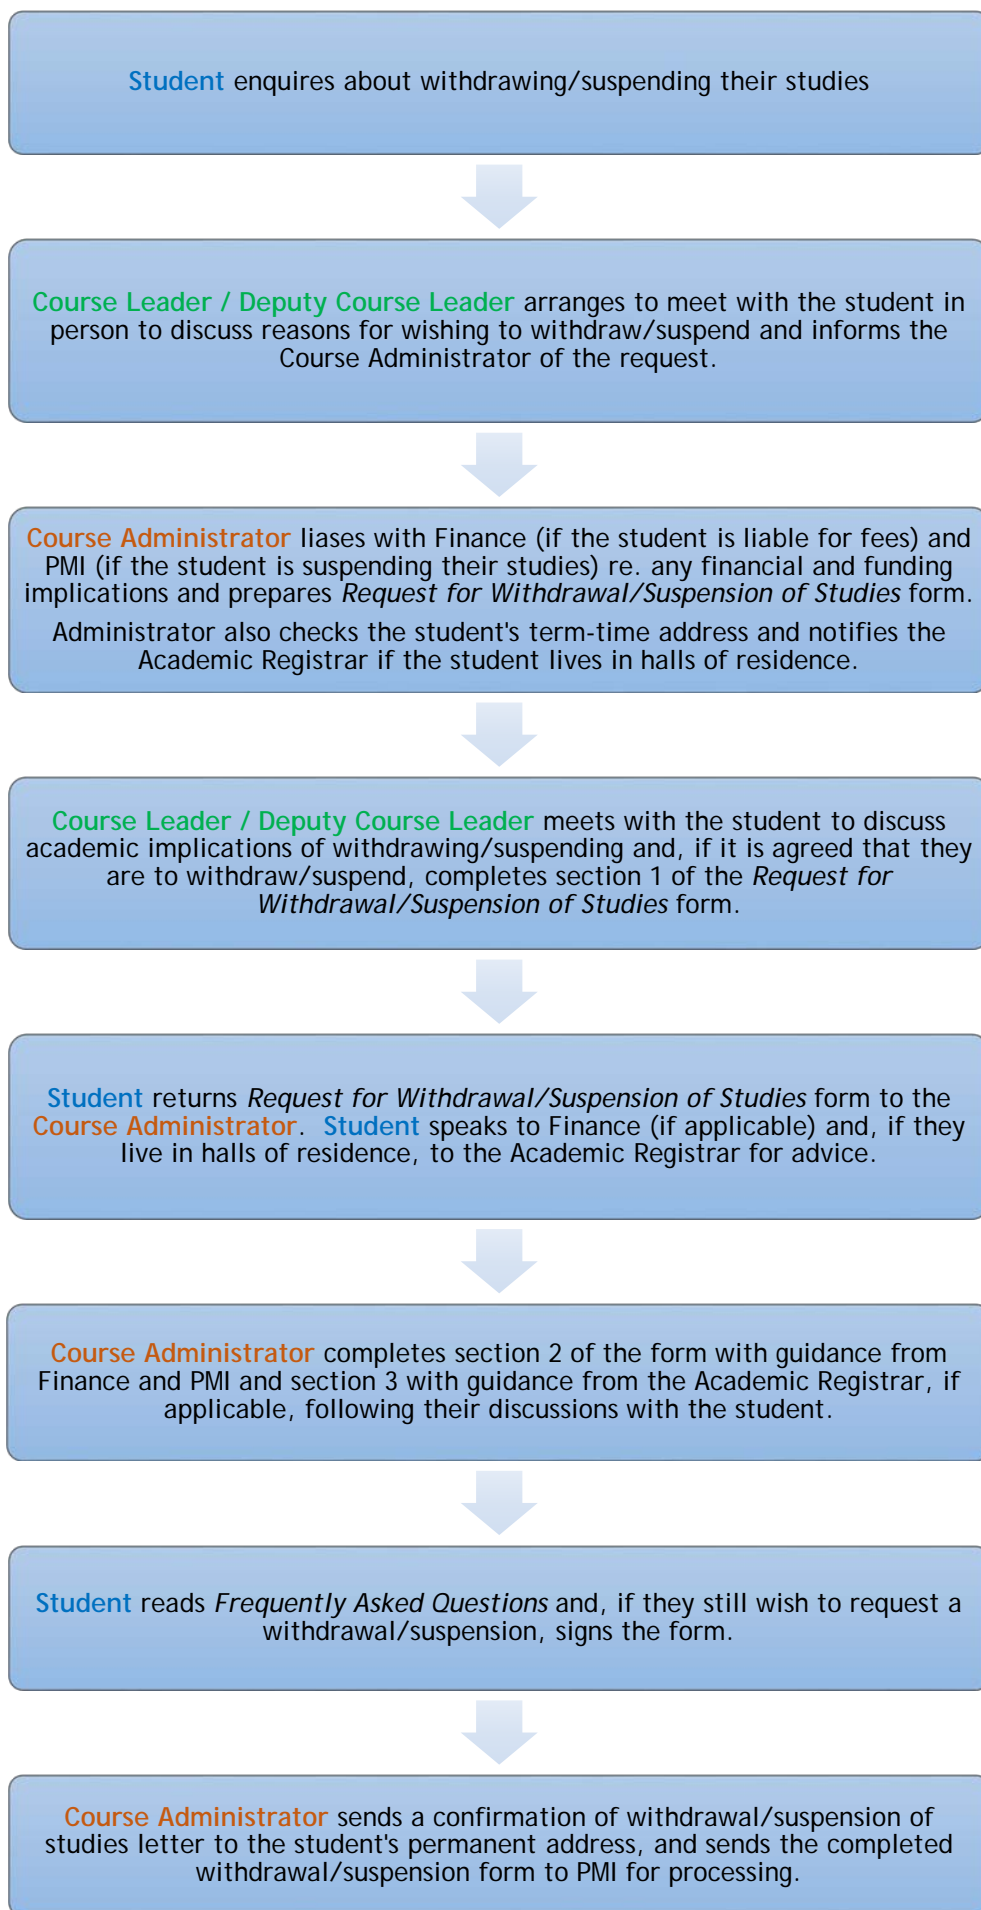 Student enquires about withdrawing/suspending their studies
Course Leader / Deputy Course Leader arranges to meet with the student in
person to discuss reasons for wishing to withdraw/suspend and informs the
Course Administrator of the request.
Course Administrator liases with Finance (if the student is liable for fees) and
PMI (if the student is suspending their studies) re. any financial and funding
implications and prepares Request for Withdrawal/Suspension of Studies form.
Administrator also checks the student's term-time address and notifies the
Academic Registrar if the student lives in halls of residence.
Course Leader / Deputy Course Leader meets with the student to discuss
academic implications of withdrawing/suspending and, if it is agreed that they
are to withdraw/suspend, completes section 1 of the Request for
Withdrawal/Suspension of Studies form.
Student returns Request for Withdrawal/Suspension of Studies form to the
Course Administrator.  Student speaks to Finance (if applicable) and, if they
live in halls of residence, to the Academic Registrar for advice.
Course Administrator completes section 2 of the form with guidance from
Finance and PMI and section 3 with guidance from the Academic Registrar, if
applicable, following their discussions with the student.
Student reads Frequently Asked Questions and, if they still wish to request a
withdrawal/suspension, signs the form.
Course Administrator sends a confirmation of withdrawal/suspension of
studies letter to the student's permanent address, and sends the completed
withdrawal/suspension form to PMI for processing.